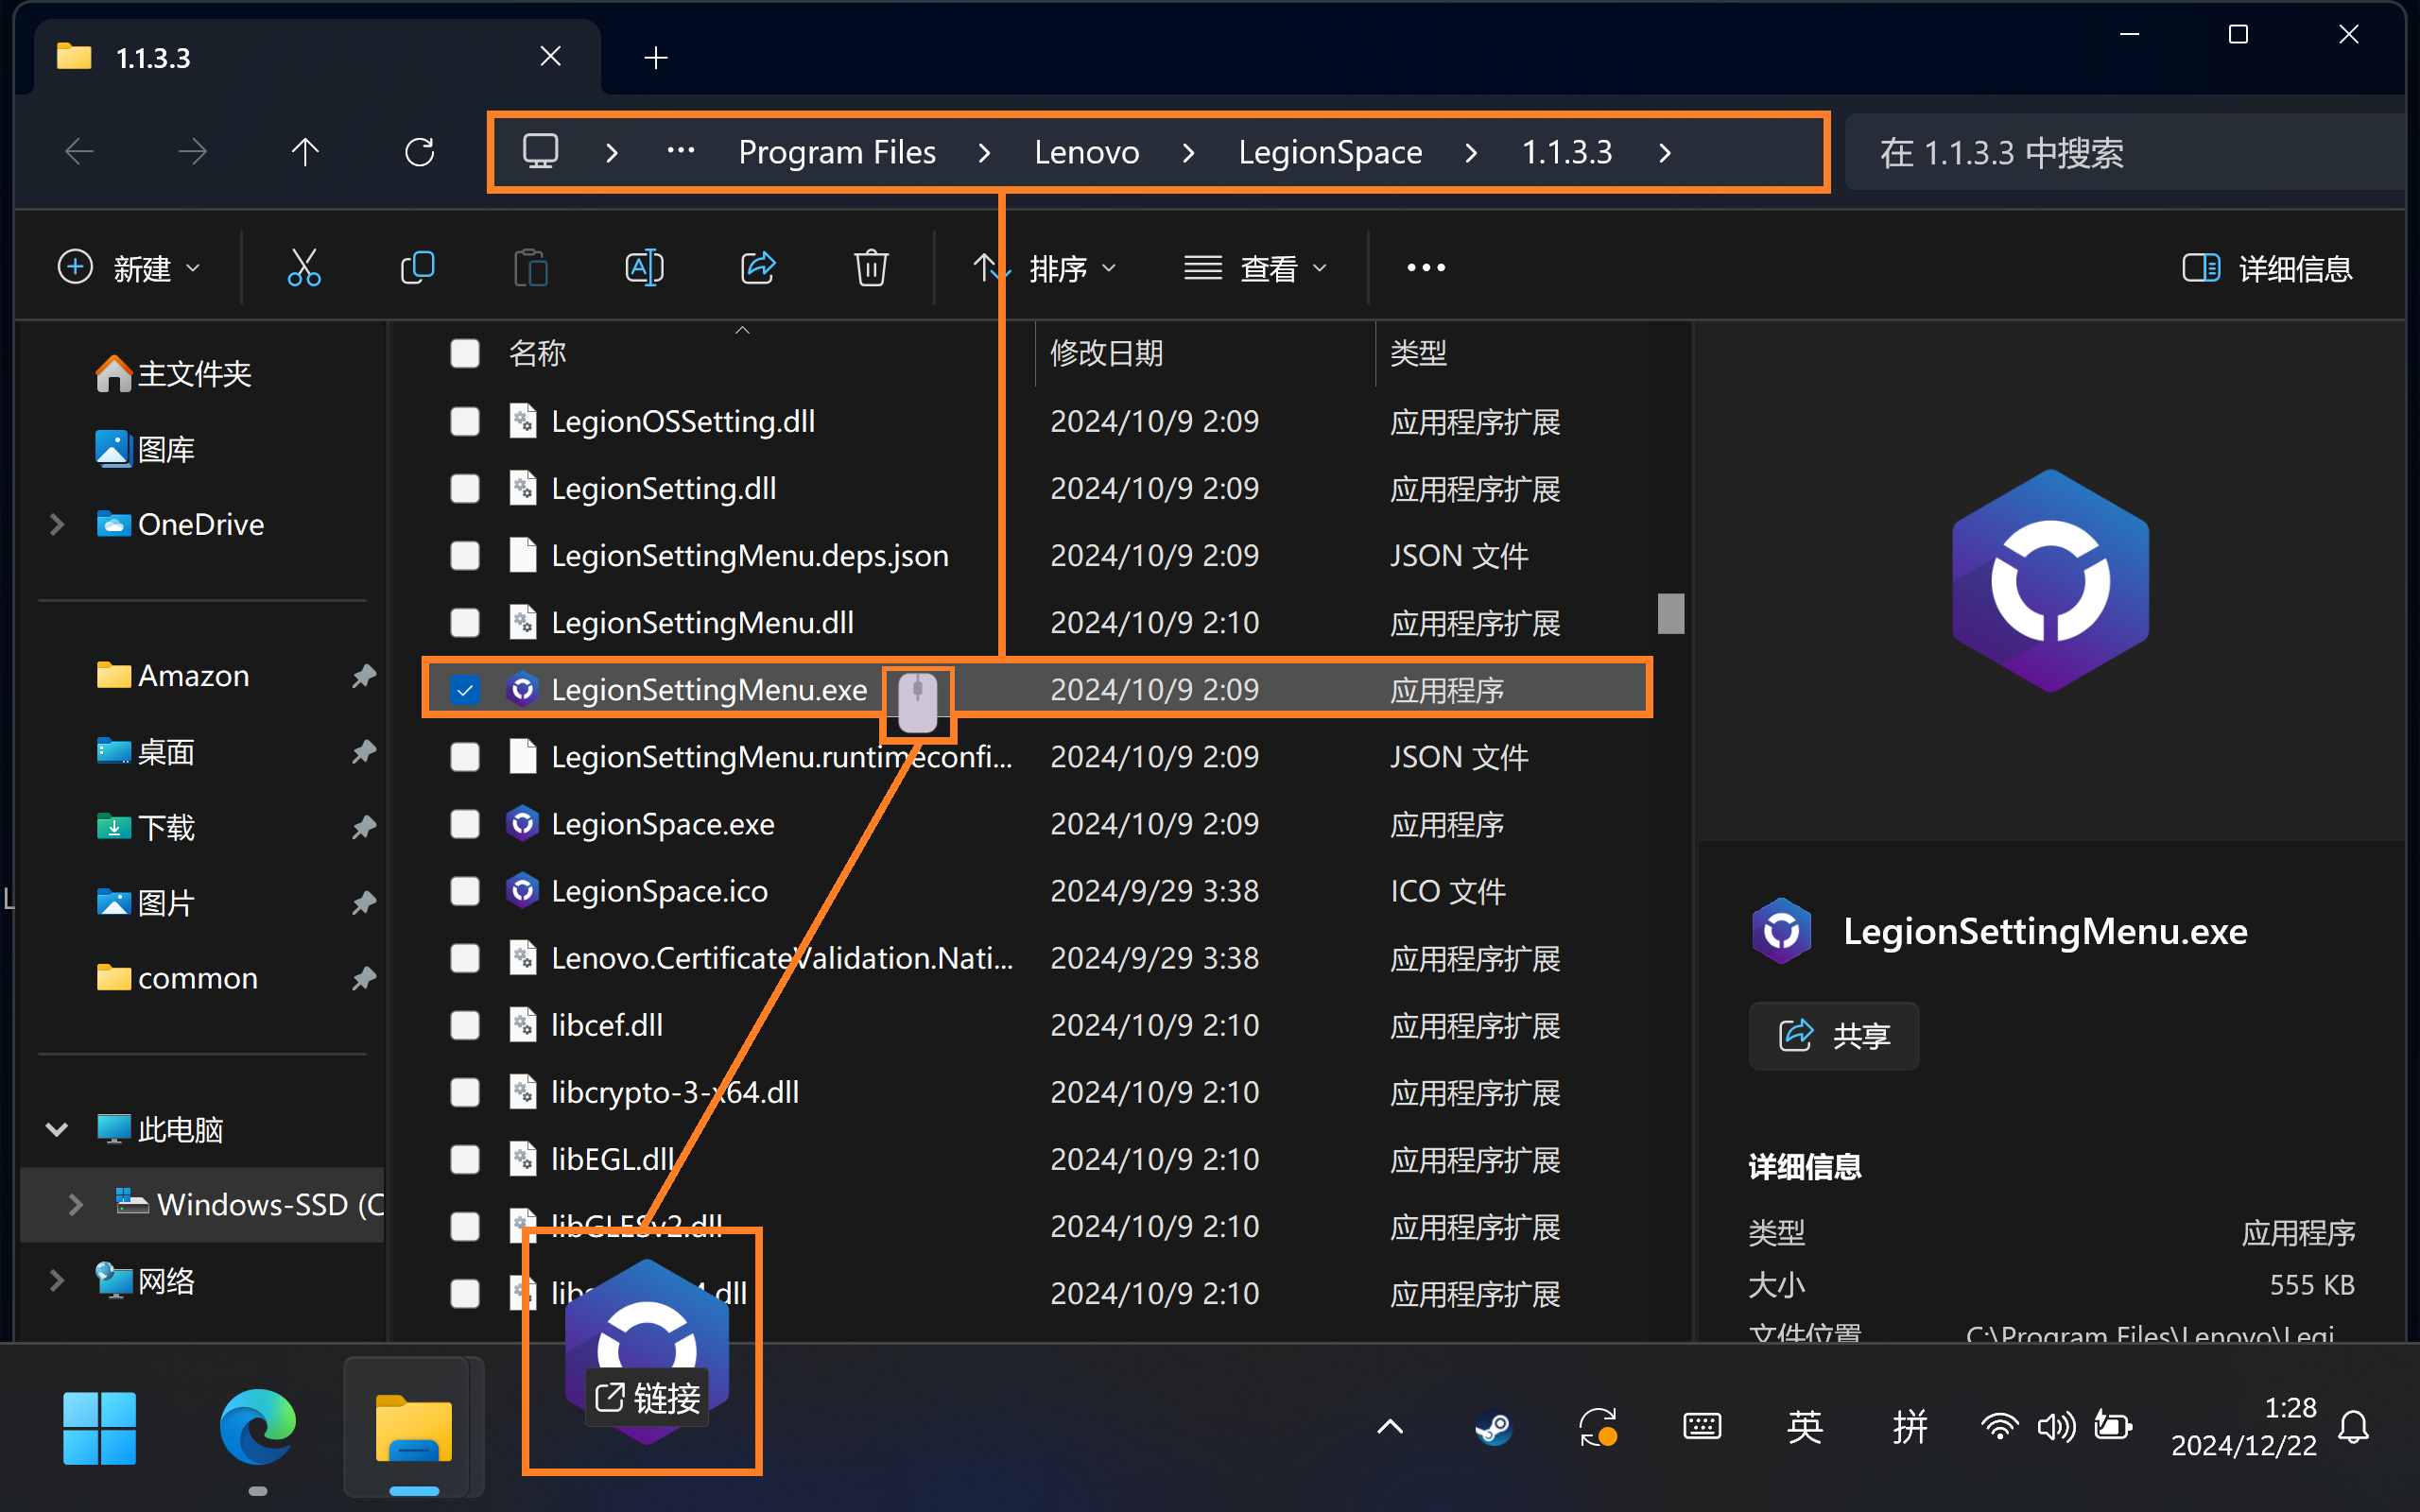 1.1.3.3
Program Files
Lenovo
LegionSpace
1.1.3.3
在 1.1.3.3 中搜索
新建
排序
查看
详细信息
主文件夹
图库
OneDrive
Amazon
桌面
下载
图片
common
此电脑
Windows-SSD (C
网络
名称 修改日期 类型
LegionOSSetting.dll 2024/10/9 2:09 应用程序扩展
LegionSetting.dll 2024/10/9 2:09 应用程序扩展
LegionSettingMenu.deps.json 2024/10/9 2:09 JSON 文件
LegionSettingMenu.dll 2024/10/9 2:10 应用程序扩展
LegionSettingMenu.exe 2024/10/9 2:09 应用程序
LegionSettingMenu.runtimeconfi... 2024/10/9 2:09 JSON 文件
LegionSpace.exe 2024/10/9 2:09 应用程序
LegionSpace.ico 2024/9/29 3:38 ICO 文件
Lenovo.CertificateValidation.Nati... 2024/9/29 3:38 应用程序扩展
libcef.dll 2024/10/9 2:10 应用程序扩展
libcrypto-3-x64.dll 2024/10/9 2:10 应用程序扩展
libEGL.dll 2024/10/9 2:10 应用程序扩展
libGLESv2.dll 2024/10/9 2:10 应用程序扩展
2024/10/9 2:10 应用程序扩展
LegionSettingMenu.exe
共享
详细信息
类型 应用程序
大小 555 KB
文件位置 C:\Program Files\Lenovo\Legi...
链接
英
拼
1:28
2024/12/22